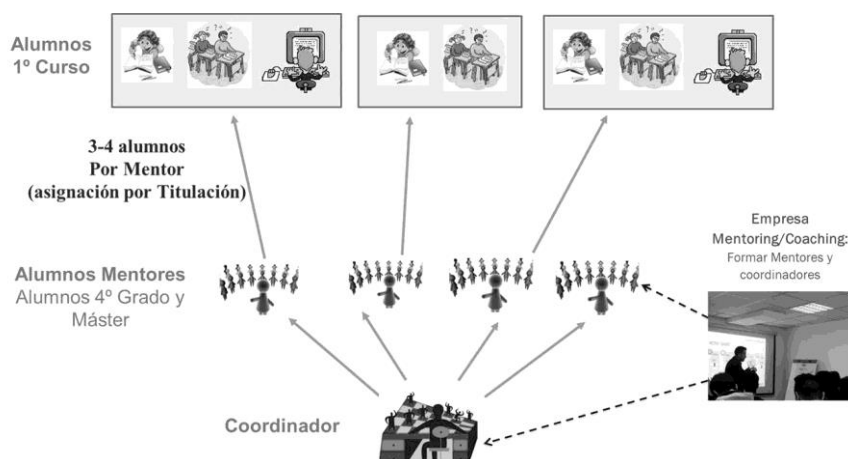 Alumnos
1º Curso
3-4 alumnos
Por Mentor
(asignación por Titulación)
Empresa
Mentoring/Coaching:
Formar Mentores y
coordinadores
Alumnos Mentores
Alumnos 4º Grado y
Máster
Coordinador